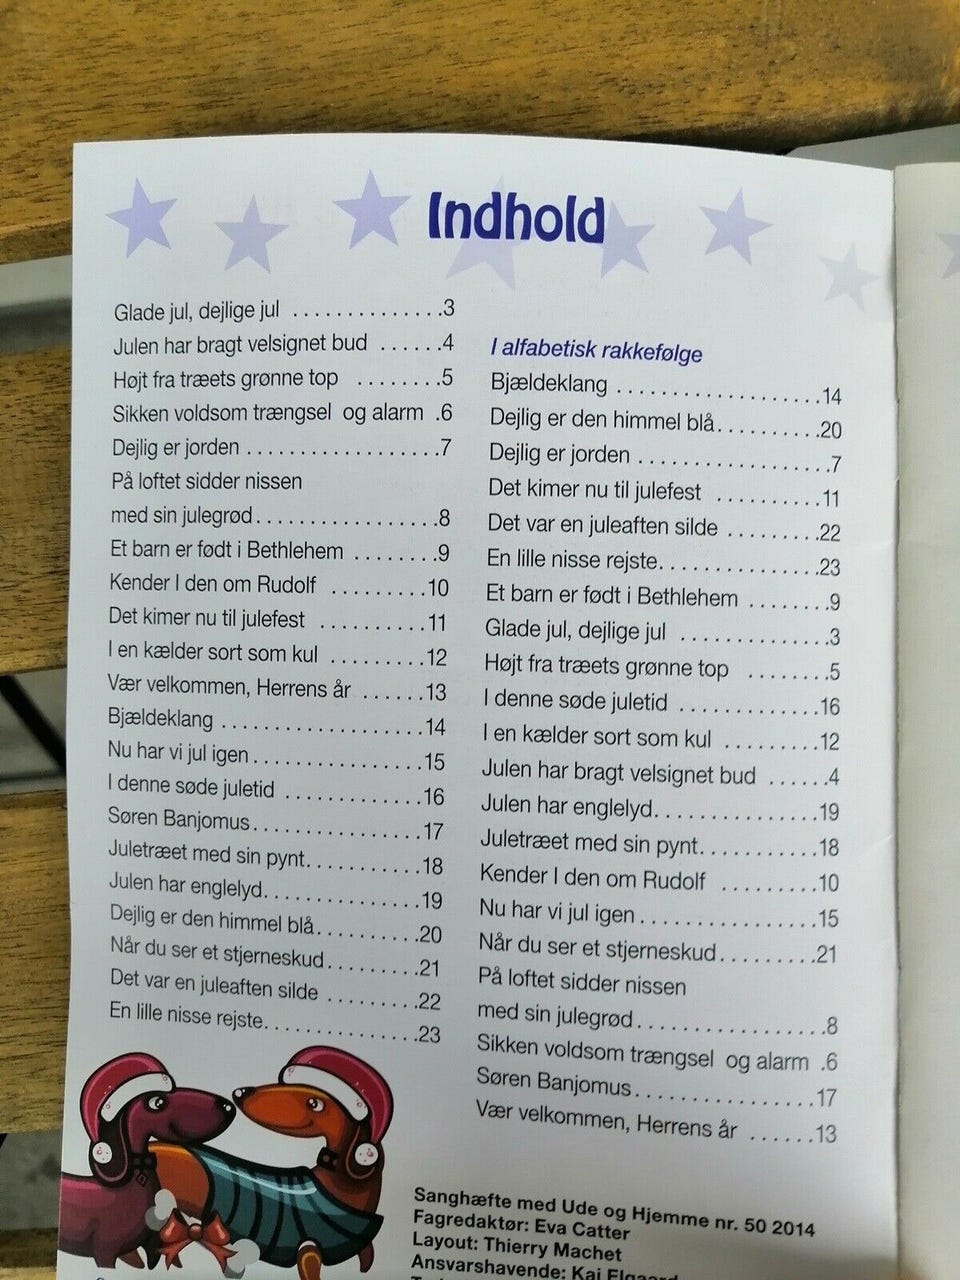 Indhold
Glade jul, dejlige jul ..............3
Julen har bragt velsignet bud ......4
Højt fra træets grønne top ........5
Sikken voldsom trængsel og alarm .6
Dejlig er jorden ..................7
På loftet sidder nissen
med sin julegrød..................8
Et barn er født i Bethlehem ........9
Kender I den om Rudolf .........10
Det kimer nu til julefest ..........11
I en kælder sort som kul .........12
Vær velkommen, Herrens år ......13
Bjældeklang ...................14
Nu har vi jul igen................15
I denne søde juletid .............16
Søren Banjomus................17
Juletræet med sin pynt...........18
Julen har englelyd...............19
Dejlig er den himmel blå..........20
Når du ser et stjerneskud.........21
Det var en juleaften silde .........22
En lille nisse rejste..............23
I alfabetisk rakkefølge
Bjældeklang ...................14
Dejlig er den himmel blå..........20
Dejlig er jorden ..................7
Det kimer nu til julefest ..........11
Det var en juleaften silde .........22
En lille nisse rejste...............23
Et barn er født i Bethlehem ........9
Glade jul, dejlige jul ..............3
Højt fra træets grønne top ........5
I denne søde juletid .............16
I en kælder sort som kul .........12
Julen har bragt velsignet bud ......4
Julen har englelyd...............19
Juletræet med sin pynt...........18
Kender I den om Rudolf .........10
Nu har vi jul igen................15
Når du ser et stjerneskud.........21
På loftet sidder nissen
med sin julegrød..................8
Sikken voldsom trængsel og alarm .6
Søren Banjomus................17
Vær velkommen, Herrens år ......13
Sanghæfte med Ude og Hjemme nr. 50 2014
Fagredaktør: Eva Catter
Layout: Thierry Machet
Ansvarshavende: Kaj Elgaard